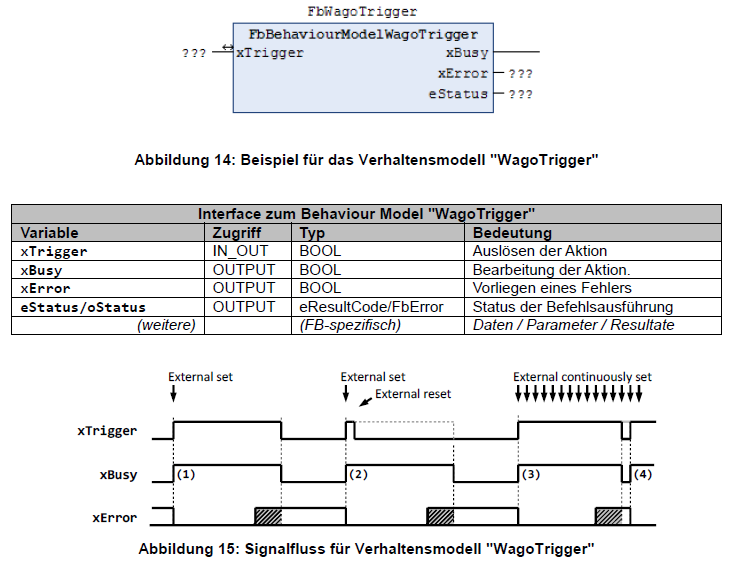 FbWagoTrigger
FbBehaviourModelWagoTrigger
??? xTrigger xBusy
xError ???
eStatus ???
Abbildung 14: Beispiel für das Verhaltensmodell "WagoTrigger"
Interface zum Behaviour Model "WagoTrigger"
Variable Zugriff Typ Bedeutung
xTrigger IN_OUT BOOL Auslösen der Aktion
xBusy OUTPUT BOOL Bearbeitung der Aktion.
xError OUTPUT BOOL Vorliegen eines Fehlers
eStatus/oStatus OUTPUT eResultCode/FbError Status der Befehlsausführung
(weitere) (FB-spezifisch) Daten / Parameter / Resultate
External set External set External continuously set
External reset
xTrigger
xBusy (1) (2) (3) (4)
xError
Abbildung 15: Signalfluss für Verhaltensmodell "WagoTrigger"